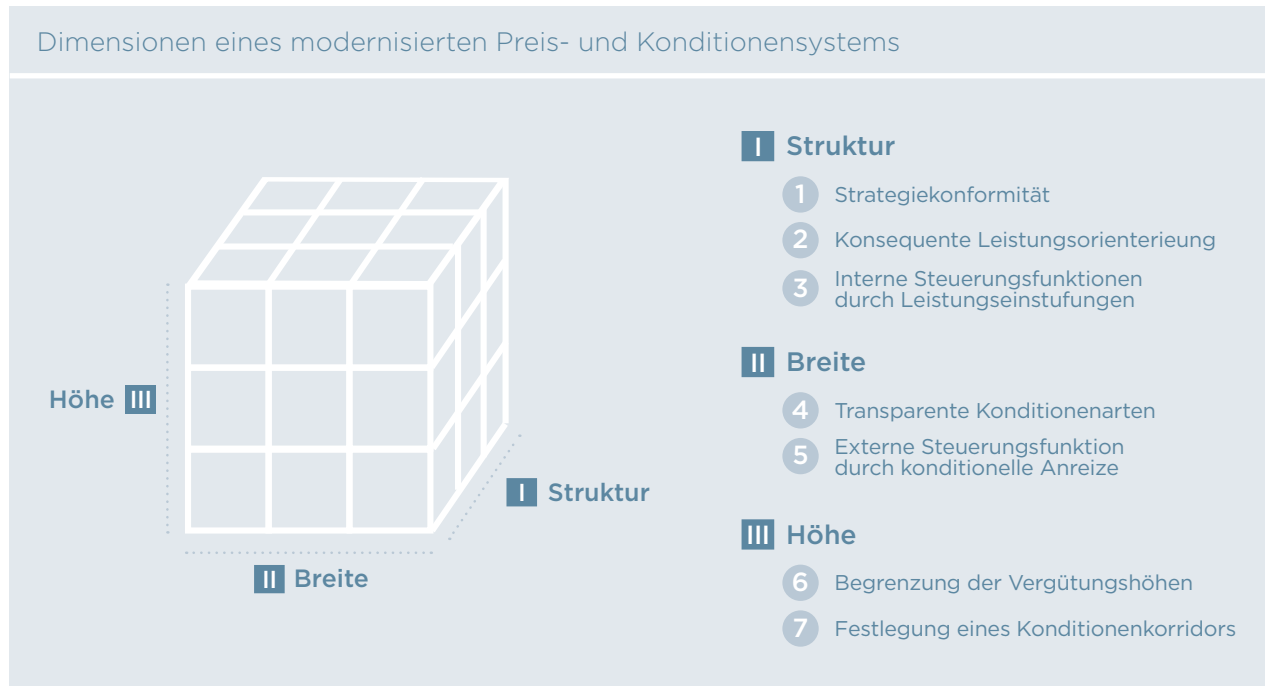 Dimensionen eines modernisierten Preis- und Konditionensystems
Höhe III
I Struktur
II Breite
I Struktur
1 Strategiekonformität
2 Konsequente Leistungsorienterieung
3 Interne Steuerungsfunktionen
durch Leistungseinstufungen
II Breite
4 Transparente Konditionenarten
5 Externe Steuerungsfunktion
durch konditionelle Anreize
III Höhe
6 Begrenzung der Vergütungshöhen
7 Festlegung eines Konditionenkorridors